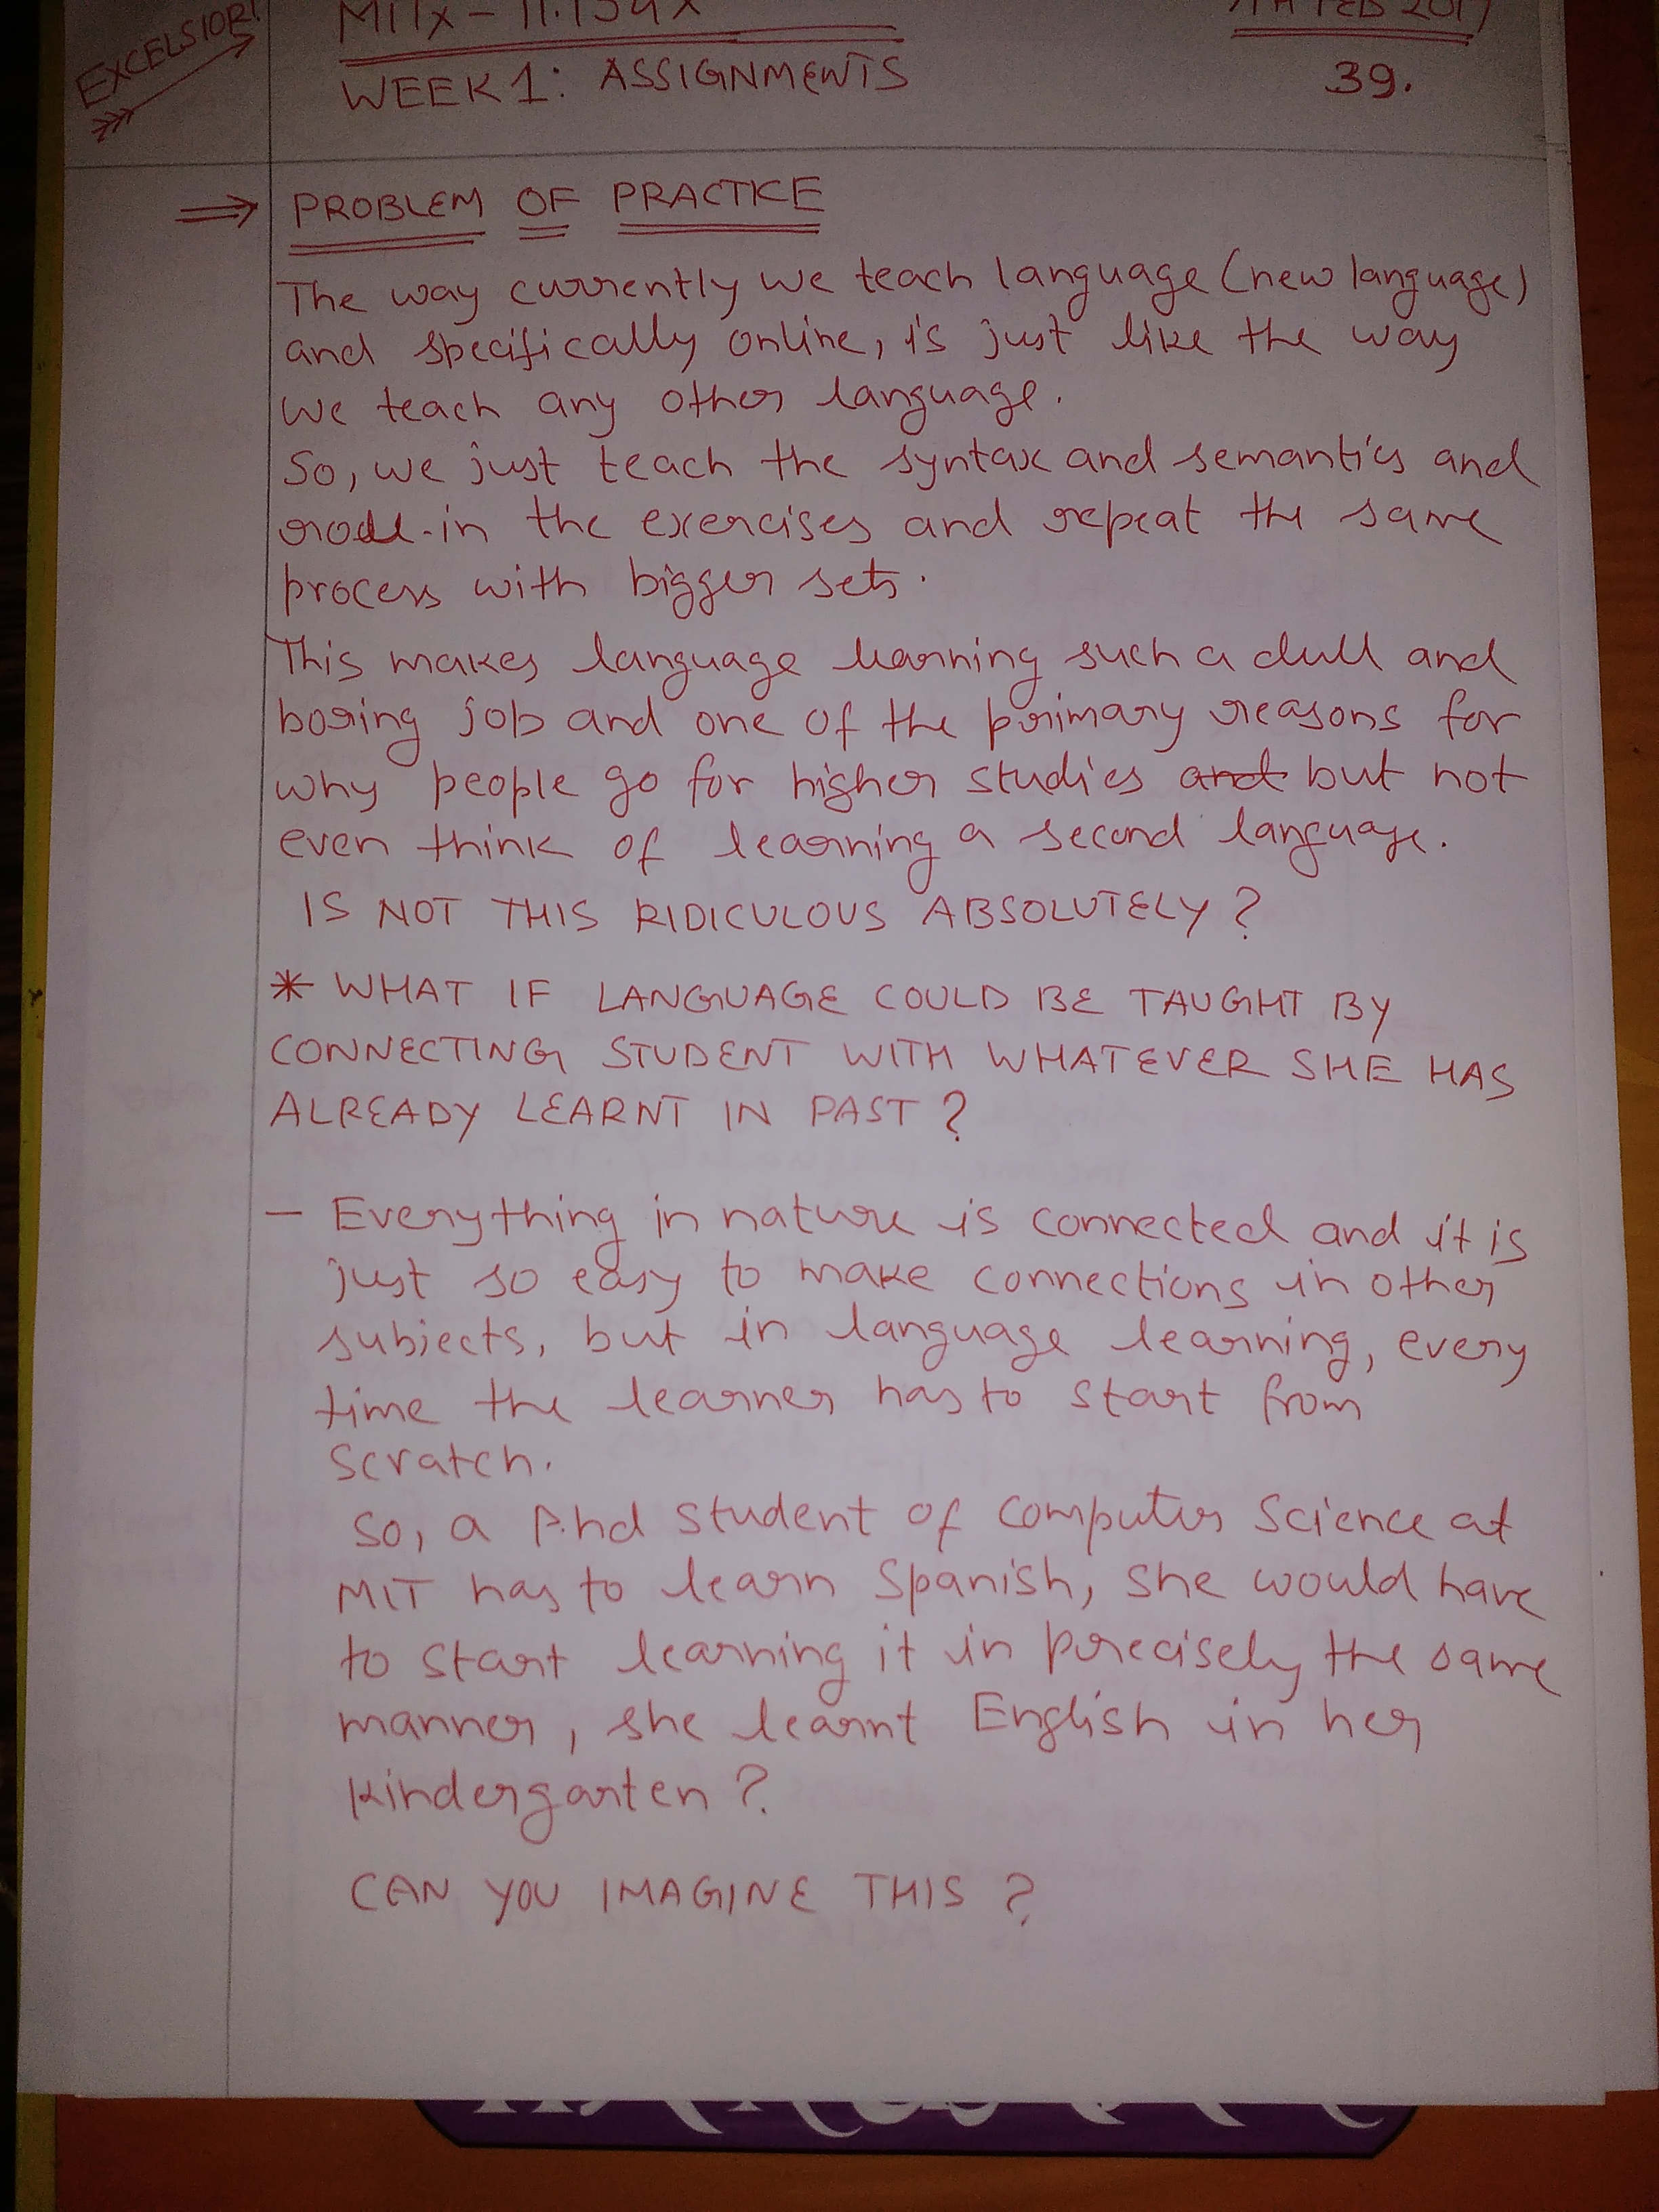 EXCELSIOR!
MITx - 11.154x
WEEK 1: ASSIGNMENTS
FEB 2017
39.
⇒ PROBLEM OF PRACTICE
The way currently we teach language (new language)
and specifically online, is just like the way
we teach any other language.
So, we just teach the syntax and semantics and
roll-in the exercises and repeat the same
process with bigger sets.
This makes language learning such a dull and
boring job and one of the primary reasons for
why people go for higher studies and but not
even think of learning a second language.
IS NOT THIS RIDICULOUS ABSOLUTELY?
* WHAT IF LANGUAGE COULD BE TAUGHT BY
CONNECTING STUDENT WITH WHATEVER SHE HAS
ALREADY LEARNT IN PAST?
- Everything in nature is connected and it is
just so easy to make connections in other
subjects, but in language learning, every
time the learner has to start from
scratch.
So, a Phd student of Computer Science at
MIT has to learn Spanish, she would have
to start learning it in precisely the same
manner, she learnt English in her
kindergarten?
CAN YOU IMAGINE THIS?